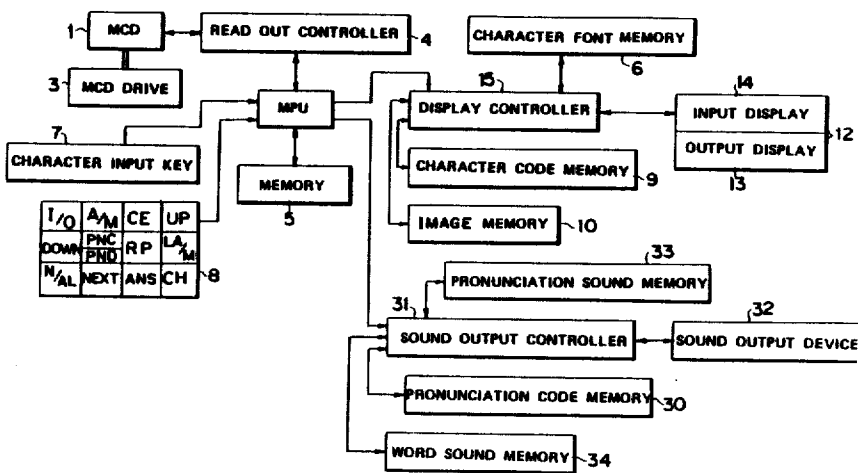 1
MCD
READ OUT CONTROLLER
4
CHARACTER FONT MEMORY
6
3
MCD DRIVE
15
14
7
MPU
DISPLAY CONTROLLER
INPUT DISPLAY
12
OUTPUT DISPLAY
13
CHARACTER INPUT KEY
MEMORY
5
CHARACTER CODE MEMORY
9
I/O A/M CE UP
DOWN PNC PND RP LA/M
N/AL NEXT ANS CH
8
IMAGE MEMORY
10
33
PRONUNCIATION SOUND MEMORY
31
32
SOUND OUTPUT CONTROLLER
SOUND OUTPUT DEVICE
PRONUNCIATION CODE MEMORY
30
WORD SOUND MEMORY
34